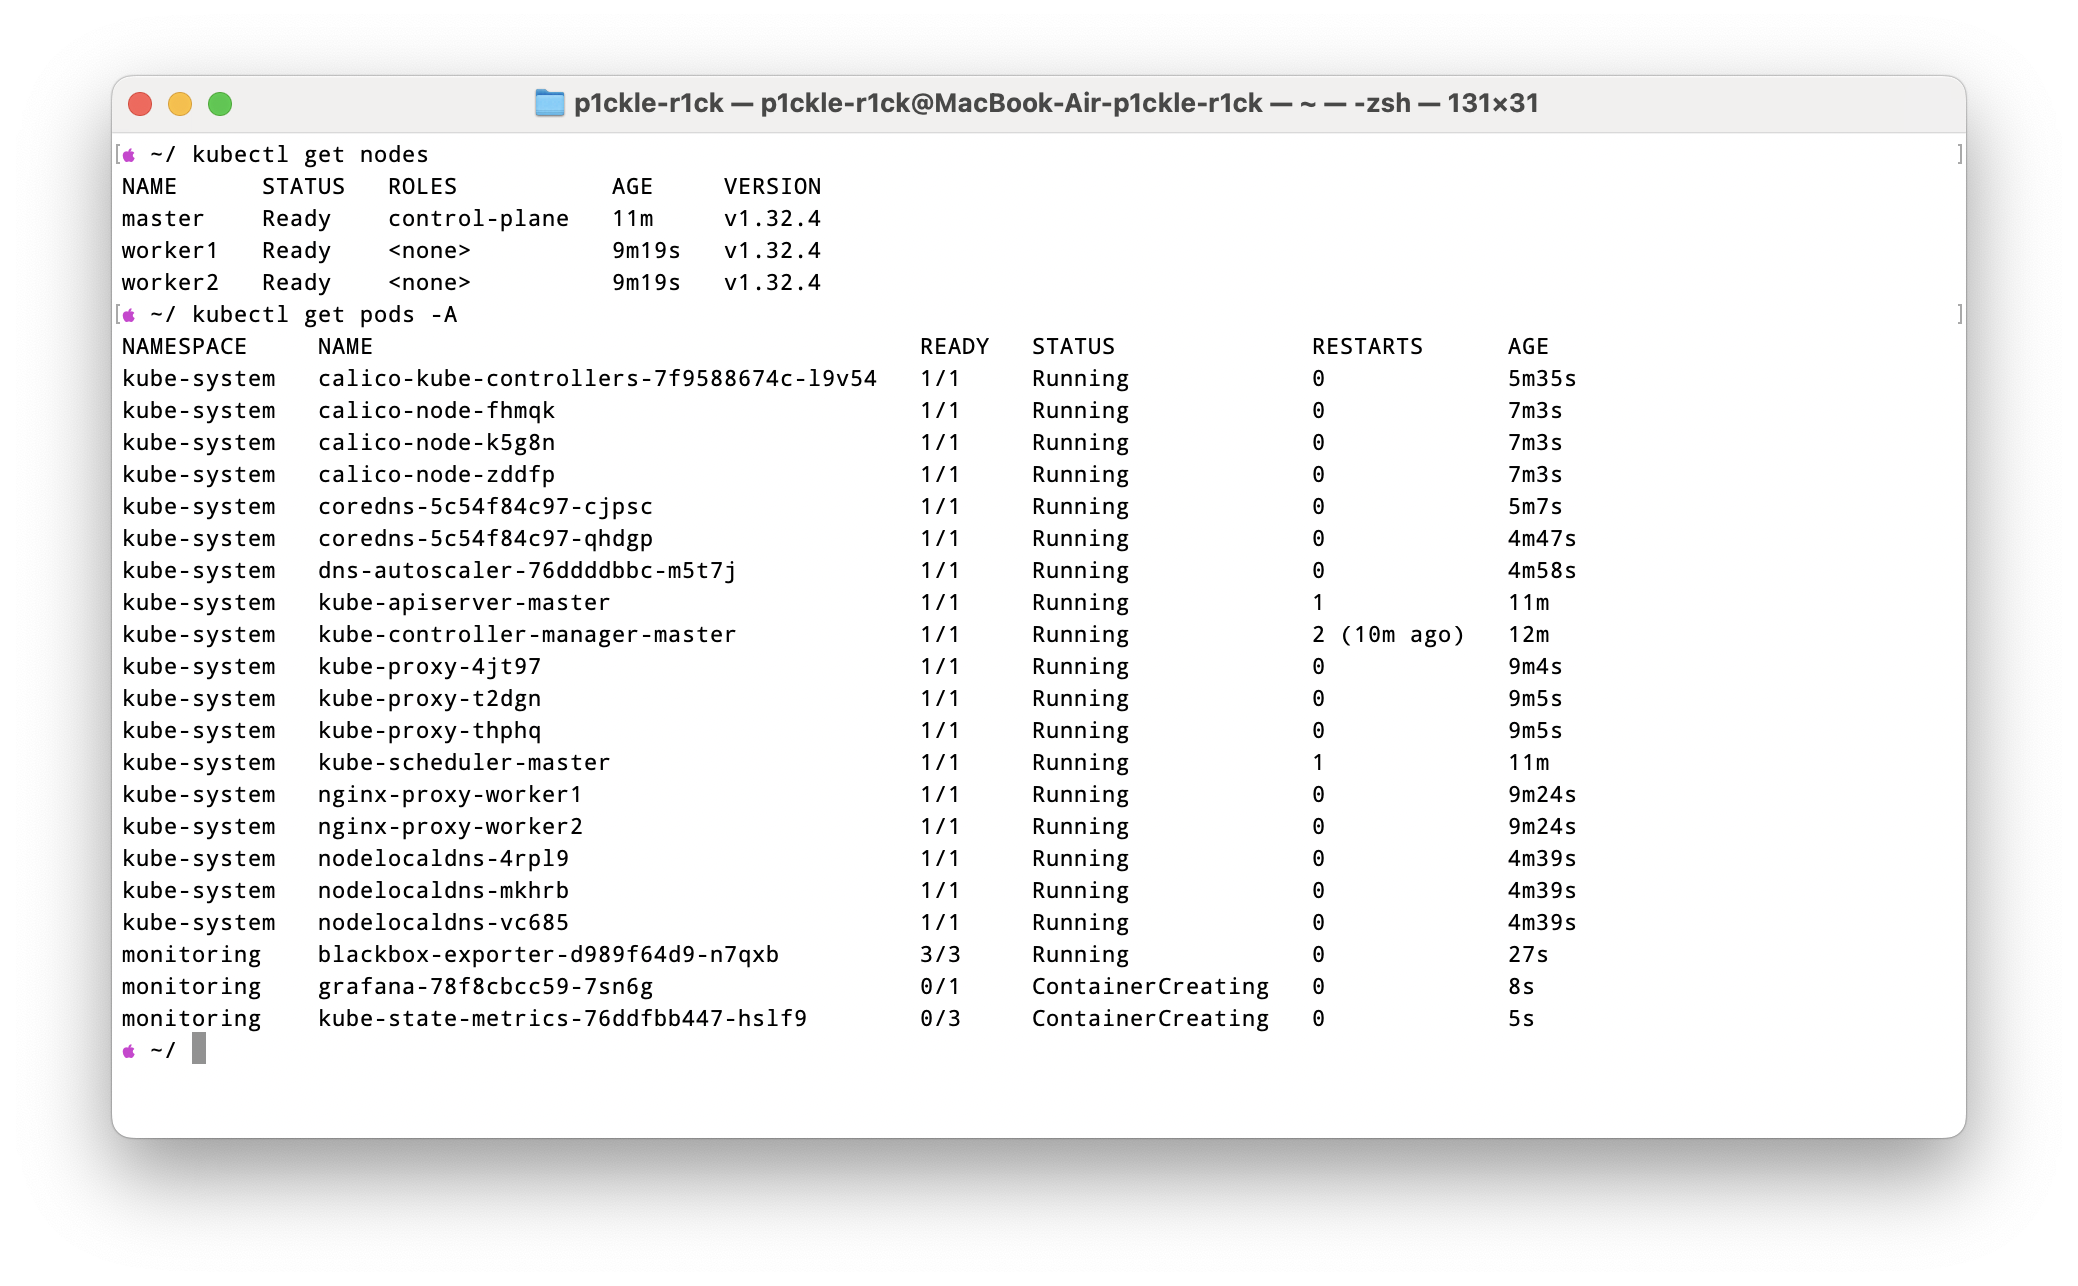 p1ckle-r1ck — p1ckle-r1ck@MacBook-Air-p1ckle-r1ck — ~ — -zsh — 131×31
[ ~/ kubectl get nodes ]
NAME STATUS ROLES AGE VERSION
master Ready control-plane 11m v1.32.4
worker1 Ready <none> 9m19s v1.32.4
worker2 Ready <none> 9m19s v1.32.4
[ ~/ kubectl get pods -A ]
NAMESPACE NAME READY STATUS RESTARTS AGE
kube-system calico-kube-controllers-7f9588674c-l9v54 1/1 Running 0 5m35s
kube-system calico-node-fhmqk 1/1 Running 0 7m3s
kube-system calico-node-k5g8n 1/1 Running 0 7m3s
kube-system calico-node-zddfp 1/1 Running 0 7m3s
kube-system coredns-5c54f84c97-cjpsc 1/1 Running 0 5m7s
kube-system coredns-5c54f84c97-qhdgp 1/1 Running 0 4m47s
kube-system dns-autoscaler-76ddddbbc-m5t7j 1/1 Running 0 4m58s
kube-system kube-apiserver-master 1/1 Running 1 11m
kube-system kube-controller-manager-master 1/1 Running 2 (10m ago) 12m
kube-system kube-proxy-4jt97 1/1 Running 0 9m4s
kube-system kube-proxy-t2dgn 1/1 Running 0 9m5s
kube-system kube-proxy-thphq 1/1 Running 0 9m5s
kube-system kube-scheduler-master 1/1 Running 1 11m
kube-system nginx-proxy-worker1 1/1 Running 0 9m24s
kube-system nginx-proxy-worker2 1/1 Running 0 9m24s
kube-system nodelocaldns-4rpl9 1/1 Running 0 4m39s
kube-system nodelocaldns-mkhrb 1/1 Running 0 4m39s
kube-system nodelocaldns-vc685 1/1 Running 0 4m39s
monitoring blackbox-exporter-d989f64d9-n7qxb 3/3 Running 0 27s
monitoring grafana-78f8cbcc59-7sn6g 0/1 ContainerCreating 0 8s
monitoring kube-state-metrics-76ddfbb447-hslf9 0/3 ContainerCreating 0 5s
~/